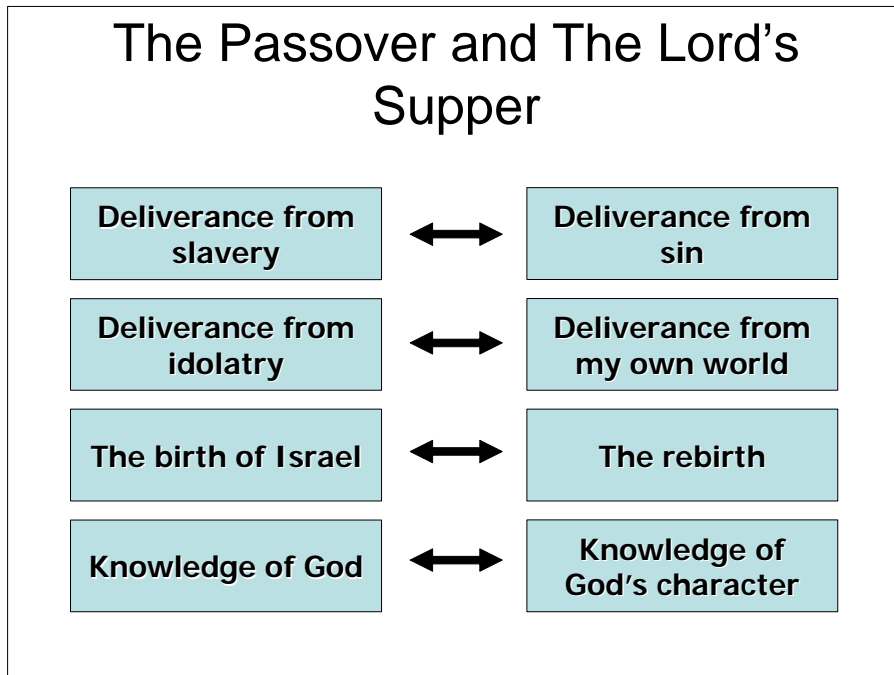 The Passover and The Lord’s
Supper
Deliverance from
slavery
Deliverance from
sin
Deliverance from
idolatry
Deliverance from
my own world
The birth of Israel
The rebirth
Knowledge of God
Knowledge of
God’s character